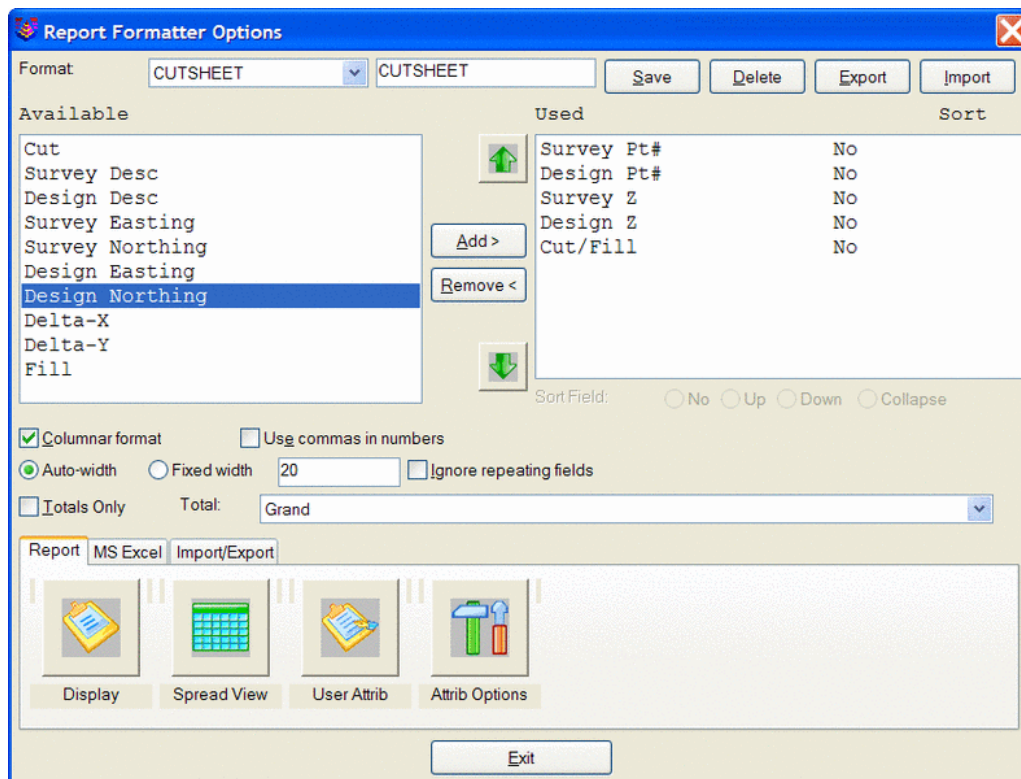 Report Formatter Options
Format: CUTSHEET CUTSHEET Save Delete Export Import
Available Used Sort
Cut
Survey Desc
Design Desc
Survey Easting
Survey Northing
Design Easting
Design Northing
Delta-X
Delta-Y
Fill
Add >
Remove <
Survey Pt# No
Design Pt# No
Survey Z No
Design Z No
Cut/Fill No
Sort Field: No Up Down Collapse
Columnar format Use commas in numbers
Auto-width Fixed width 20 Ignore repeating fields
Totals Only Total: Grand
Report MS Excel Import/Export
Display Spread View User Attrib Attrib Options
Exit